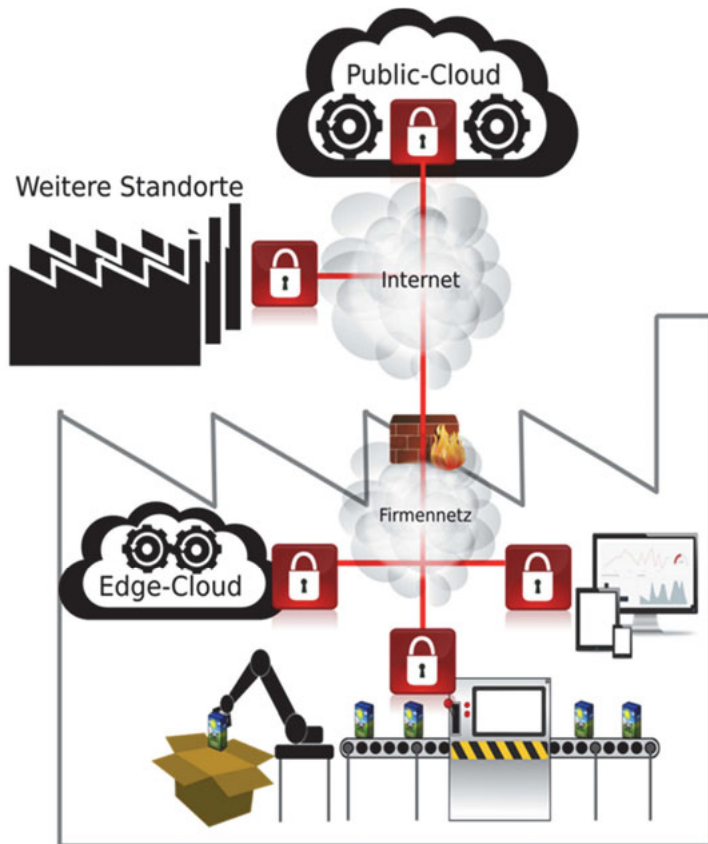 Public-Cloud
Weitere Standorte
Internet
Firmennetz
Edge-Cloud